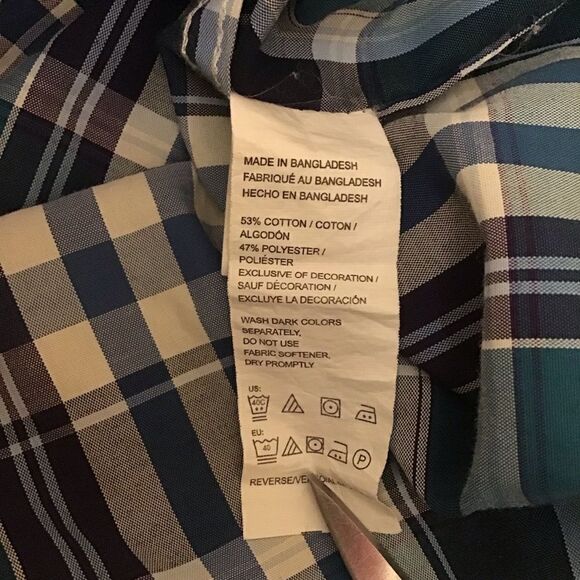 MADE IN BANGLADESH
FABRIQUÉ AU BANGLADESH
HECHO EN BANGLADESH
53% COTTON / COTON /
ALGODÓN
47% POLYESTER /
POLIÉSTER
EXCLUSIVE OF DECORATION /
SAUF DÉCORATION /
EXCLUYE LA DECORACIÓN
WASH DARK COLORS
SEPARATELY,
DO NOT USE
FABRIC SOFTENER,
DRY PROMPTLY
US:
40C
EU:
40 P
REVERSE/